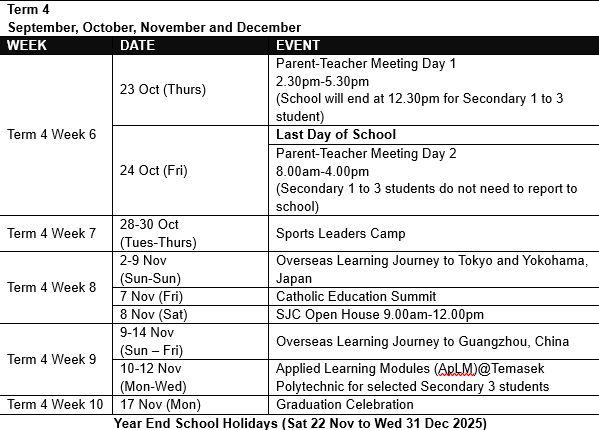 Term 4
September, October, November and December
WEEK DATE EVENT
Term 4 Week 6
23 Oct (Thurs)
Parent-Teacher Meeting Day 1
2.30pm-5.30pm
(School will end at 12.30pm for Secondary 1 to 3
student)
24 Oct (Fri)
Last Day of School
Parent-Teacher Meeting Day 2
8.00am-4.00pm
(Secondary 1 to 3 students do not need to report to
school)
Term 4 Week 7
28-30 Oct
(Tues-Thurs)
Sports Leaders Camp
Term 4 Week 8
2-9 Nov
(Sun-Sun)
Overseas Learning Journey to Tokyo and Yokohama,
Japan
7 Nov (Fri)
Catholic Education Summit
8 Nov (Sat)
SJC Open House 9.00am-12.00pm
Term 4 Week 9
9-14 Nov
(Sun – Fri)
Overseas Learning Journey to Guangzhou, China
10-12 Nov
(Mon-Wed)
Applied Learning Modules (ApLM)@Temasek
Polytechnic for selected Secondary 3 students
Term 4 Week 10
17 Nov (Mon)
Graduation Celebration
Year End School Holidays (Sat 22 Nov to Wed 31 Dec 2025)